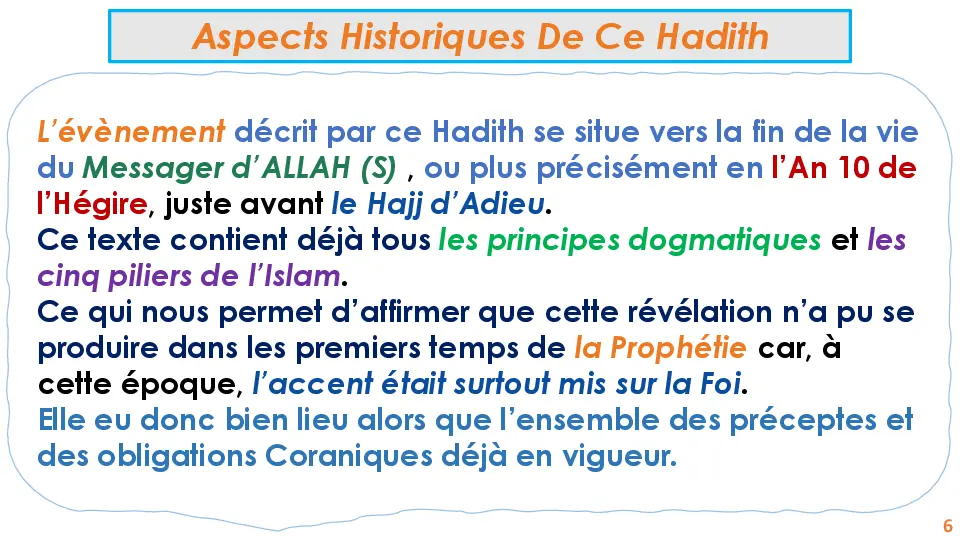 Aspects Historiques De Ce Hadith
L’évènement décrit par ce Hadith se situe vers la fin de la vie
du Messager d’ALLAH (S) , ou plus précisément en l’An 10 de
l’Hégire, juste avant le Hajj d’Adieu.
Ce texte contient déjà tous les principes dogmatiques et les
cinq piliers de l’Islam.
Ce qui nous permet d’affirmer que cette révélation n’a pu se
produire dans les premiers temps de la Prophétie car, à
cette époque, l’accent était surtout mis sur la Foi.
Elle eu donc bien lieu alors que l’ensemble des préceptes et
des obligations Coraniques déjà en vigueur.
6